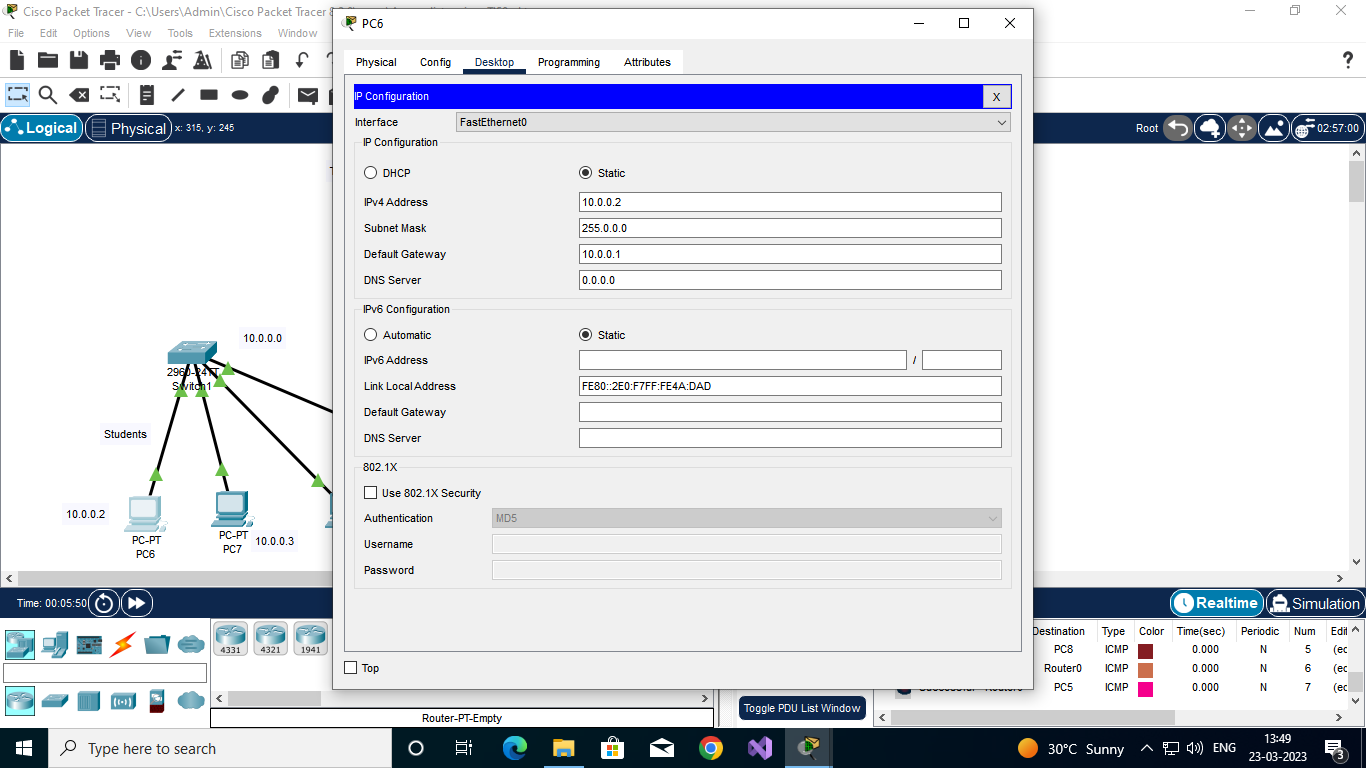 Cisco Packet Tracer - C:\Users\Admin\Cisco Packet Tracer 8
PC6
File Edit Options View Tools Extensions Window
Physical Config Desktop Programming Attributes
IP Configuration X
Interface FastEthernet0
Logical Physical x: 315, y: 245
Root 02:57:00
IP Configuration
DHCP Static
IPv4 Address 10.0.0.2
Subnet Mask 255.0.0.0
Default Gateway 10.0.0.1
DNS Server 0.0.0.0
IPv6 Configuration
Automatic Static
IPv6 Address /
Link Local Address FE80::2E0:F7FF:FE4A:DAD
Default Gateway
DNS Server
802.1X
Use 802.1X Security
Authentication MD5
Username
Password
Top
10.0.0.0
2960-24TT
Switch1
Students
10.0.0.2
PC-PT
PC6
PC-PT
PC7
10.0.0.3
Time: 00:05:50
Realtime Simulation
4331 4321 1941
Router-PT-Empty
Toggle PDU List Window
Destination Type Color Time(sec) Periodic N Num Edi
PC8 ICMP 0.000 N 5 (ec
Router0 ICMP 0.000 N 6 (ec
PC5 ICMP 0.000 N 7 (ec
Type here to search
30°C Sunny ENG 13:49
23-03-2023
3